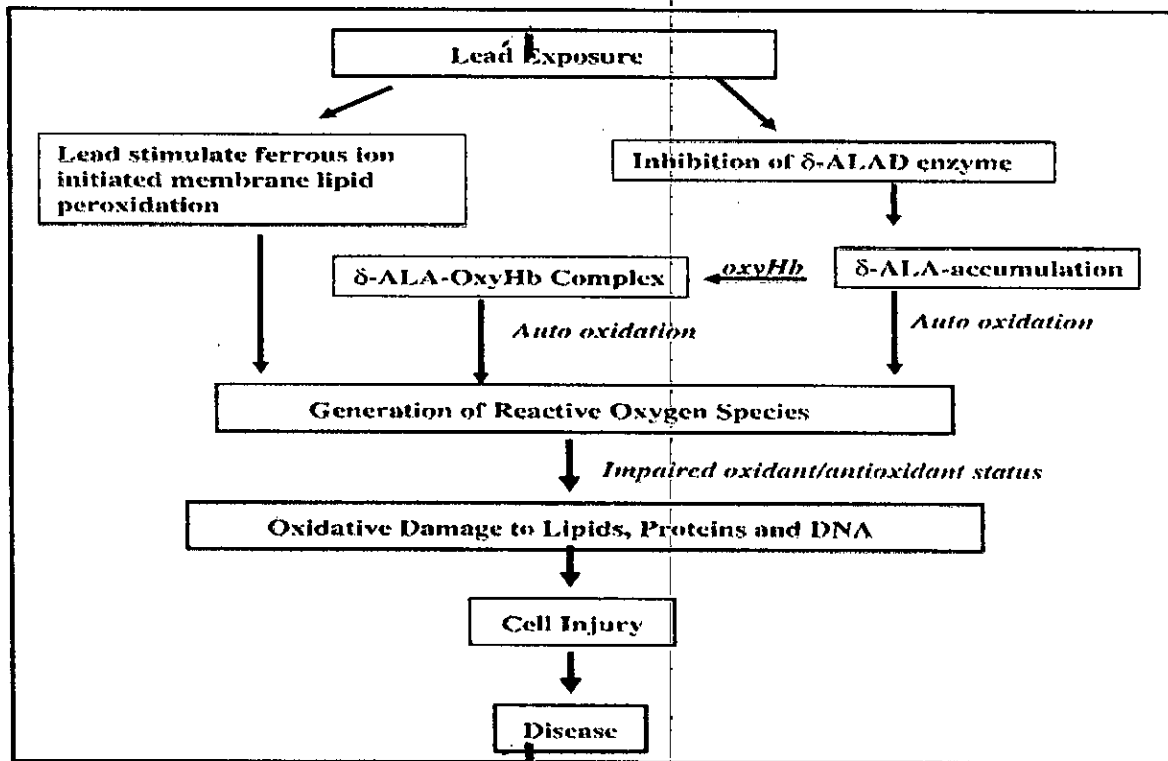 Lead Exposure
Lead stimulate ferrous ion
initiated membrane lipid
peroxidation
Inhibition of δ-ALAD enzyme
δ-ALA-OxyHb Complex
oxyHb
δ-ALA-accumulation
Auto oxidation
Auto oxidation
Generation of Reactive Oxygen Species
Impaired oxidant/antioxidant status
Oxidative Damage to Lipids, Proteins and DNA
Cell Injury
Disease